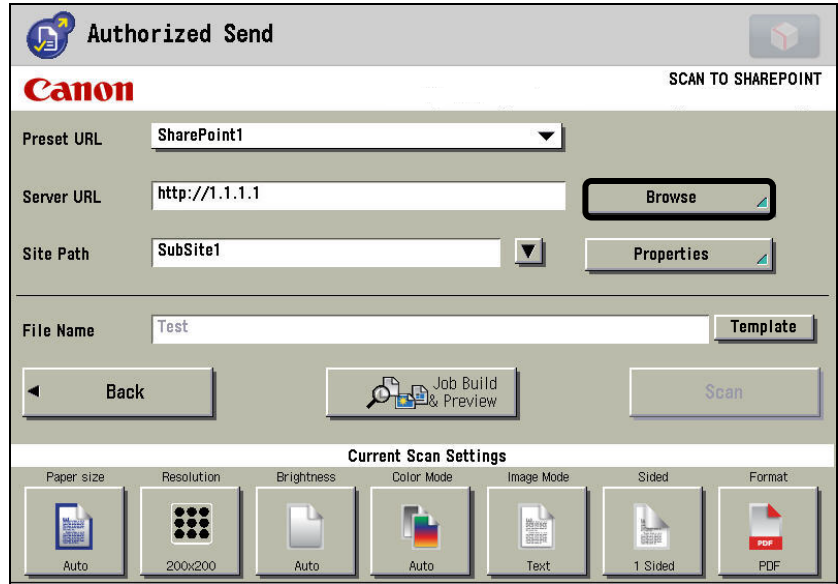 Authorized Send
Canon
SCAN TO SHAREPOINT
Preset URL SharePoint1
Server URL http://1.1.1.1 Browse
Site Path SubSite1 Properties
File Name Test Template
Back Job Build & Preview Scan
Current Scan Settings
Paper size Resolution Brightness Color Mode Image Mode Sided Format
PDF
Auto 200x200 Auto Auto Text 1 Sided PDF